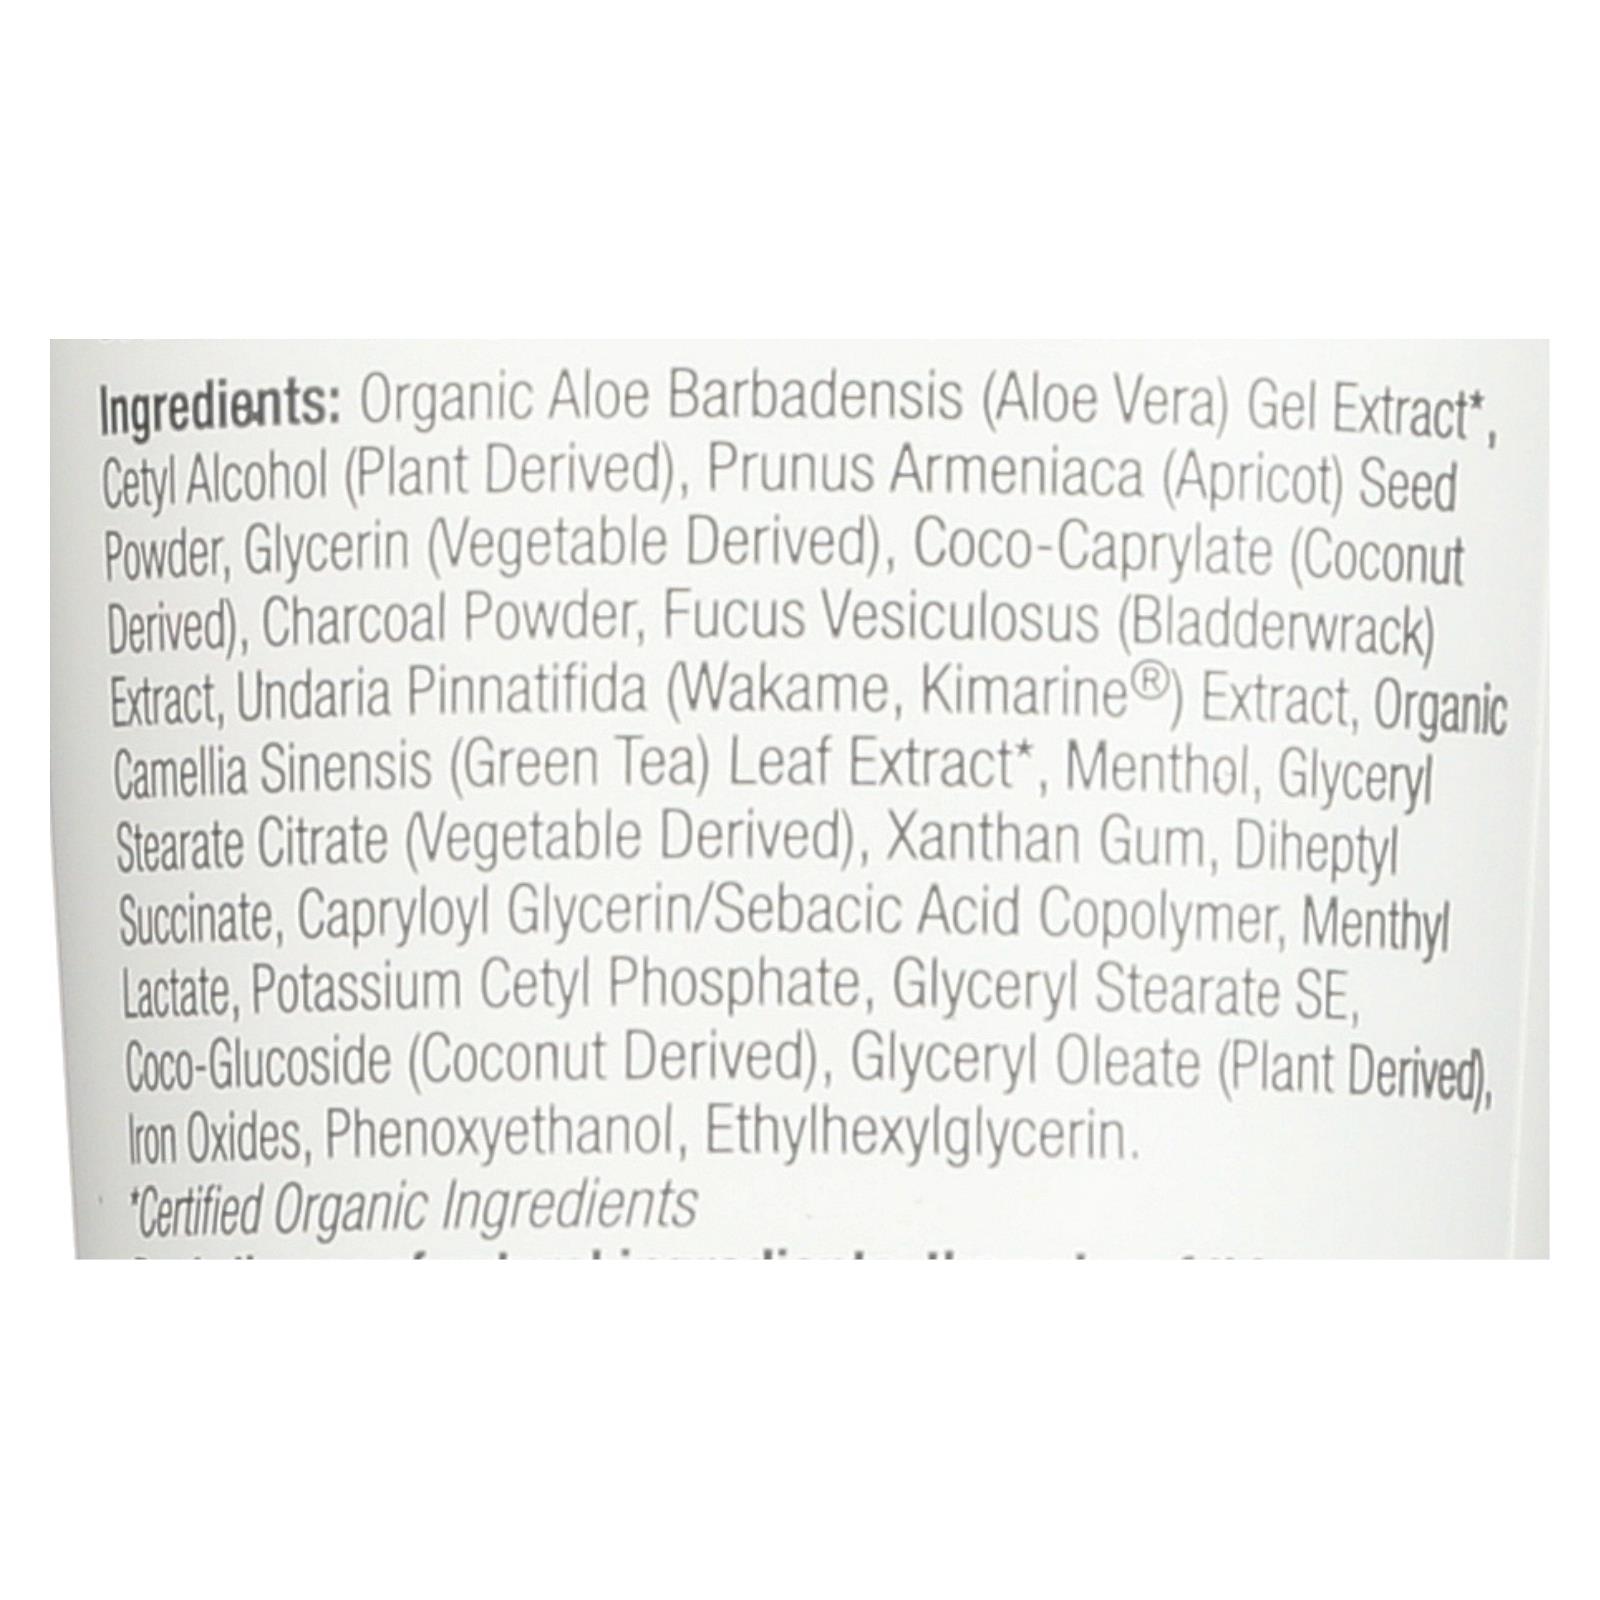 Ingredients: Organic Aloe Barbadensis (Aloe Vera) Gel Extract*,
Cetyl Alcohol (Plant Derived), Prunus Armeniaca (Apricot) Seed
Powder, Glycerin (Vegetable Derived), Coco-Caprylate (Coconut
Derived), Charcoal Powder, Fucus Vesiculosus (Bladderwrack)
Extract, Undaria Pinnatifida (Wakame, Kimarine®) Extract, Organic
Camellia Sinensis (Green Tea) Leaf Extract*, Menthol, Glyceryl
Stearate Citrate (Vegetable Derived), Xanthan Gum, Diheptyl
Succinate, Capryloyl Glycerin/Sebacic Acid Copolymer, Menthyl
Lactate, Potassium Cetyl Phosphate, Glyceryl Stearate SE,
Coco-Glucoside (Coconut Derived), Glyceryl Oleate (Plant Derived),
Iron Oxides, Phenoxyethanol, Ethylhexylglycerin.
*Certified Organic Ingredients